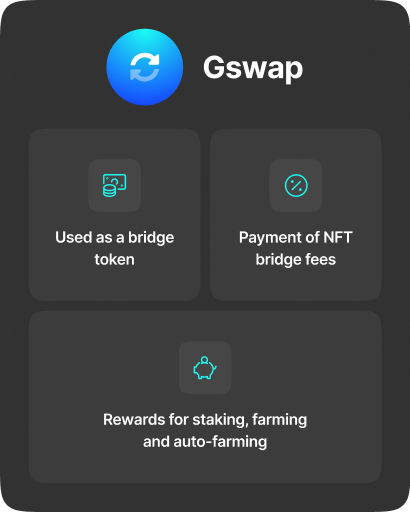 Gswap
Used as a bridge
token
Payment of NFT
bridge fees
Rewards for staking, farming
and auto-farming